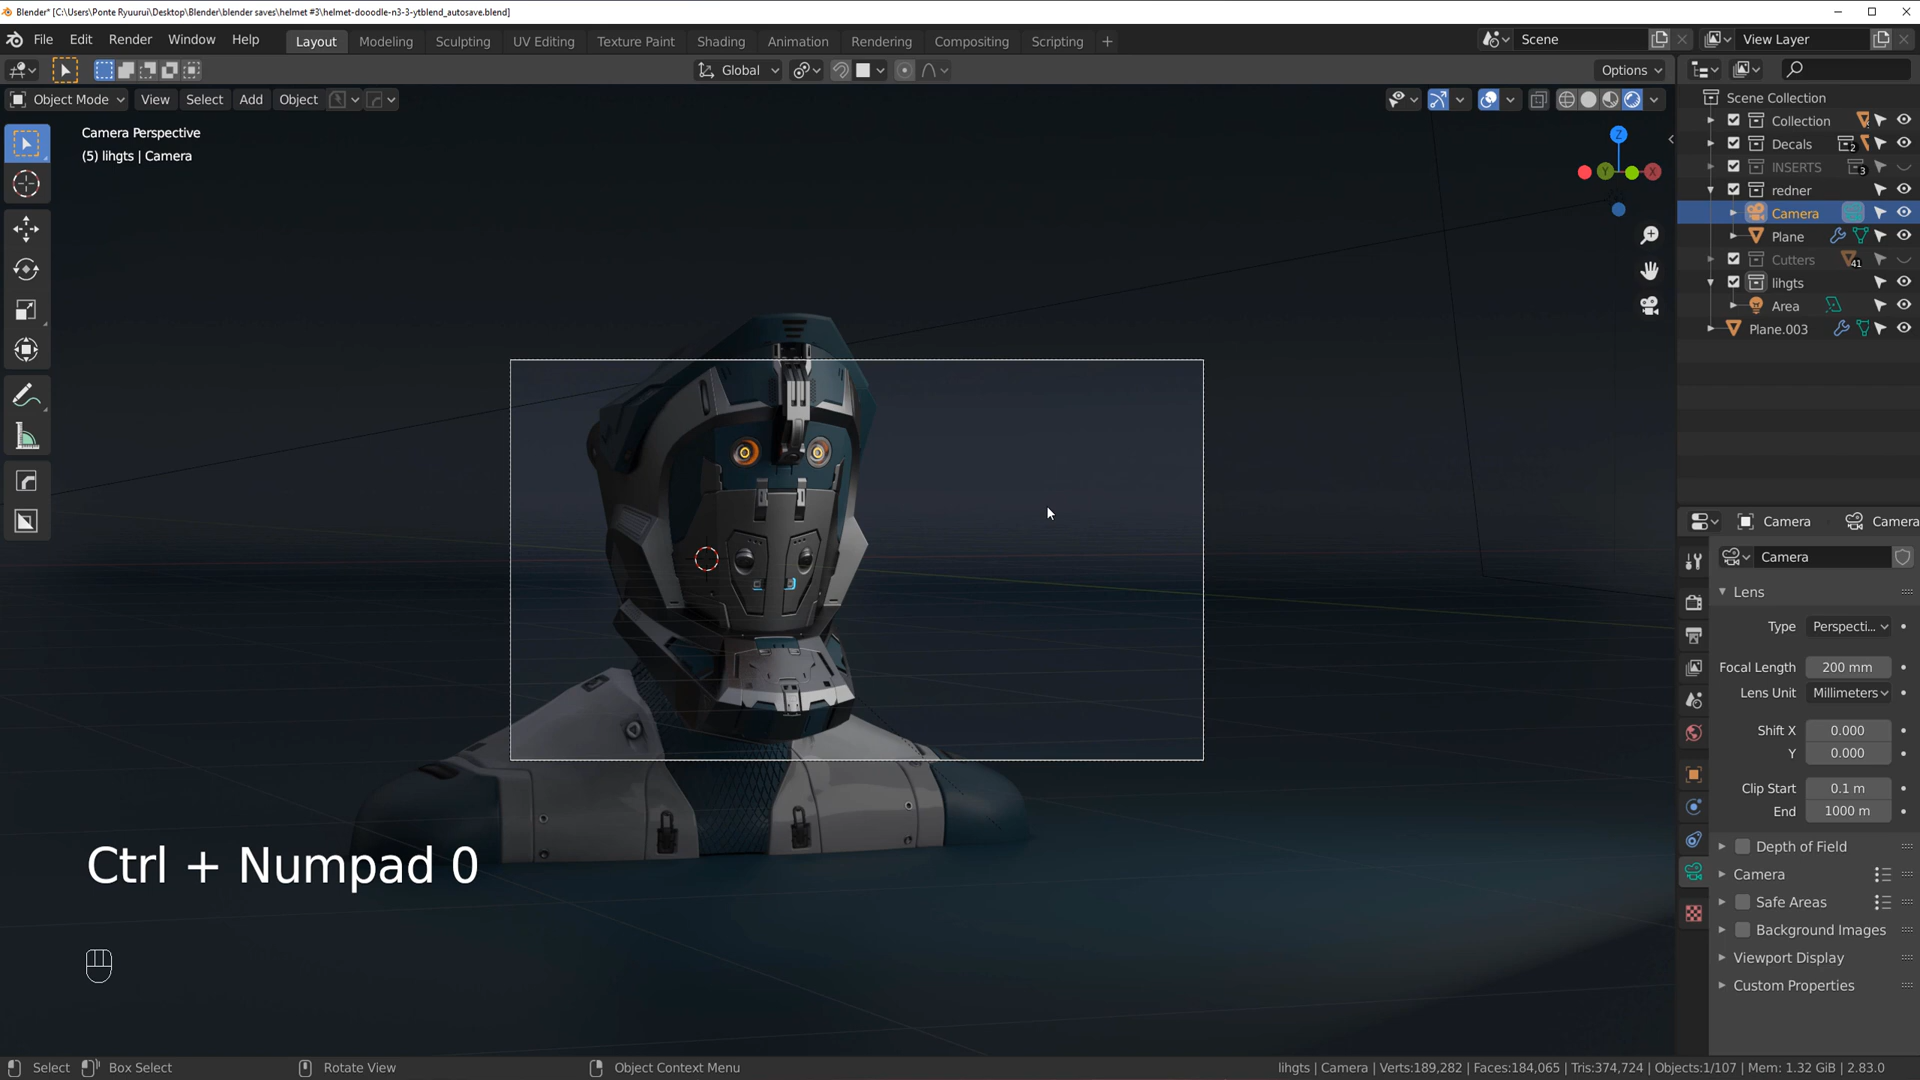 Blender* [C:\Users\Ponte Ryuurui\Desktop\Blender\blender saves\helmet #3\helmet-dooodle-n3-3-ytblend_autosave.blend]
File Edit Render Window Help
Layout Modeling Sculpting UV Editing Texture Paint Shading Animation Rendering Compositing Scripting +
Scene
View Layer
Global
Options
Object Mode View Select Add Object
Camera Perspective
(5) lihgts | Camera
Z
Y
X
Scene Collection
Collection
Decals 2
INSERTS 3
redner
Camera
Plane
Cutters 41
lihgts
Area
Plane.003
Camera Camera
Camera
Lens
Type Perspecti...
Focal Length 200 mm
Lens Unit Millimeters
Shift X 0.000
Y 0.000
Clip Start 0.1 m
End 1000 m
Depth of Field
Camera
Safe Areas
Background Images
Viewport Display
Custom Properties
Ctrl + Numpad 0
Select Box Select Rotate View Object Context Menu
lihgts | Camera | Verts:189,282 | Faces:184,065 | Tris:374,724 | Objects:1/107 | Mem: 1.32 GiB | 2.83.0